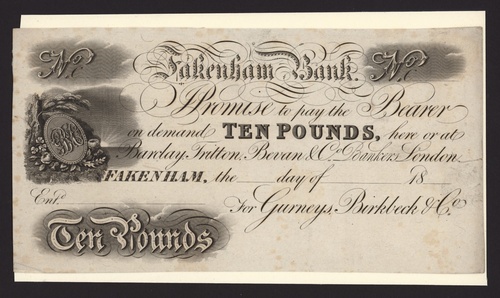 No. Fakenham Bank. No.
I Promise to pay the Bearer
on demand TEN POUNDS, here or at
Barclay, Tritton, Bevan & Co. Bankers London.
FAKENHAM, the day of 18
Entd. For Gurneys, Birkbeck & Co.
Ten Pounds